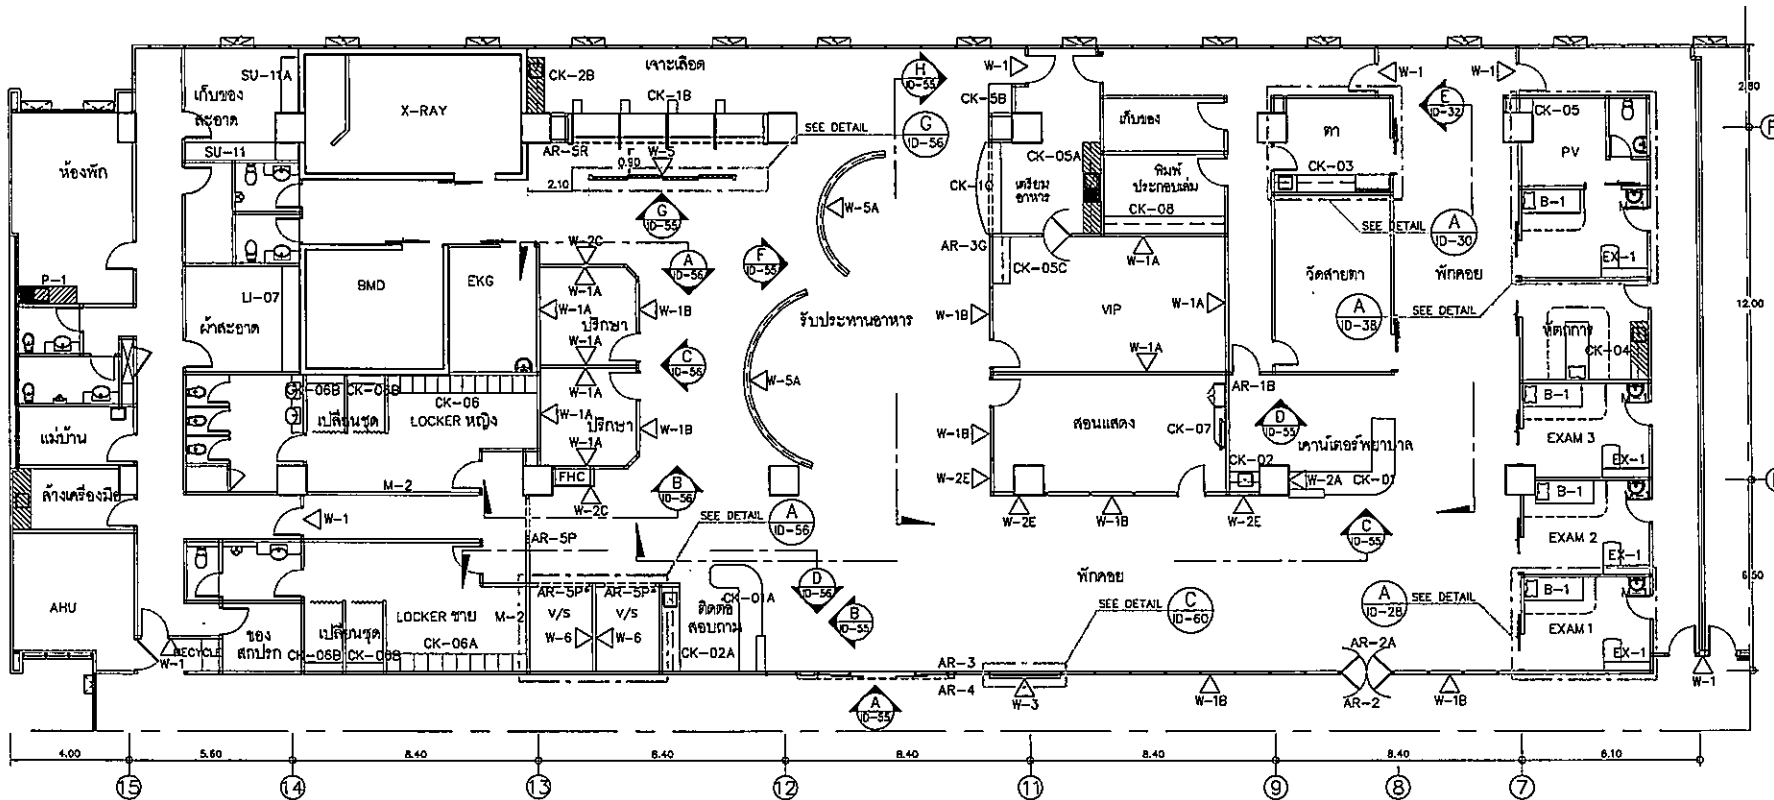 H
ID-55
W-1
W-1
W-1
SU-11A
เก็บของ
สะอาด
X-RAY
CK-2B
เจาะเลือด
CK-1B
CK-5B
E
ID-32
CK-05
2.80
SEE DETAIL
G
ID-56
เก็บของ
ตา
PV
SU-11
AR-5R
0.90
W-5
CK-05A
CK-03
ห้องพัก
2.10
CK-1C
เตรียม
อาหาร
พิมพ์
ประกอบเล่ม
CK-08
B-1
G
ID-55
W-5A
SEE DETAIL
A
ID-30
W-2C
AR-3G
W-1A
EX-1
P-1
BMD
EKG
A
ID-56
F
ID-55
CK-05C
วัดสายตา
พักคอย
LI-07
W-1A
W-1A
W-1B
VIP
W-1A
12.00
ผ้าสะอาด
ปรึกษา
รับประทานอาหาร
W-1B
A
ID-38
SEE DETAIL
หัตถการ
W-1A
C
ID-56
W-1A
CK-04
W-1A
W-5A
AR-1B
CK-06B
CK-06B
CK-06
B-1
เปลี่ยนชุด
LOCKER หญิง
W-1A
ปรึกษา
W-1B
สอนแสดง
CK-07
D
ID-55
แม่บ้าน
W-1B
เคาน์เตอร์พยาบาล
EXAM 3
W-1A
CK-02
EX-1
FHC
W-2E
W-2A
CK-01
ล้างเครื่องมือ
M-2
B
ID-56
B-1
W-2C
W-2E
W-1B
W-2E
W-1
SEE DETAIL
A
ID-56
C
ID-55
EXAM 2
AR-5P
EX-1
พักคอย
AHU
AR-5P
AR-5P
D
ID-56
CK-01A
B-1
6.50
LOCKER ชาย
M-2
V/S
V/S
ติดต่อ
สอบถาม
B
ID-55
SEE DETAIL
C
ID-60
A
ID-28
SEE DETAIL
ของ
สกปรก
เปลี่ยนชุด
W-6
W-6
EXAM 1
RECYCLE
CK-06B
CK-06B
CK-06A
CK-02A
EX-1
W-1
AR-3
AR-2A
AR-4
W-3
W-1B
AR-2
W-1B
W-1
A
ID-55
4.00
5.60
8.40
8.40
8.40
8.40
8.40
6.10
15
14
13
12
11
9
8
7